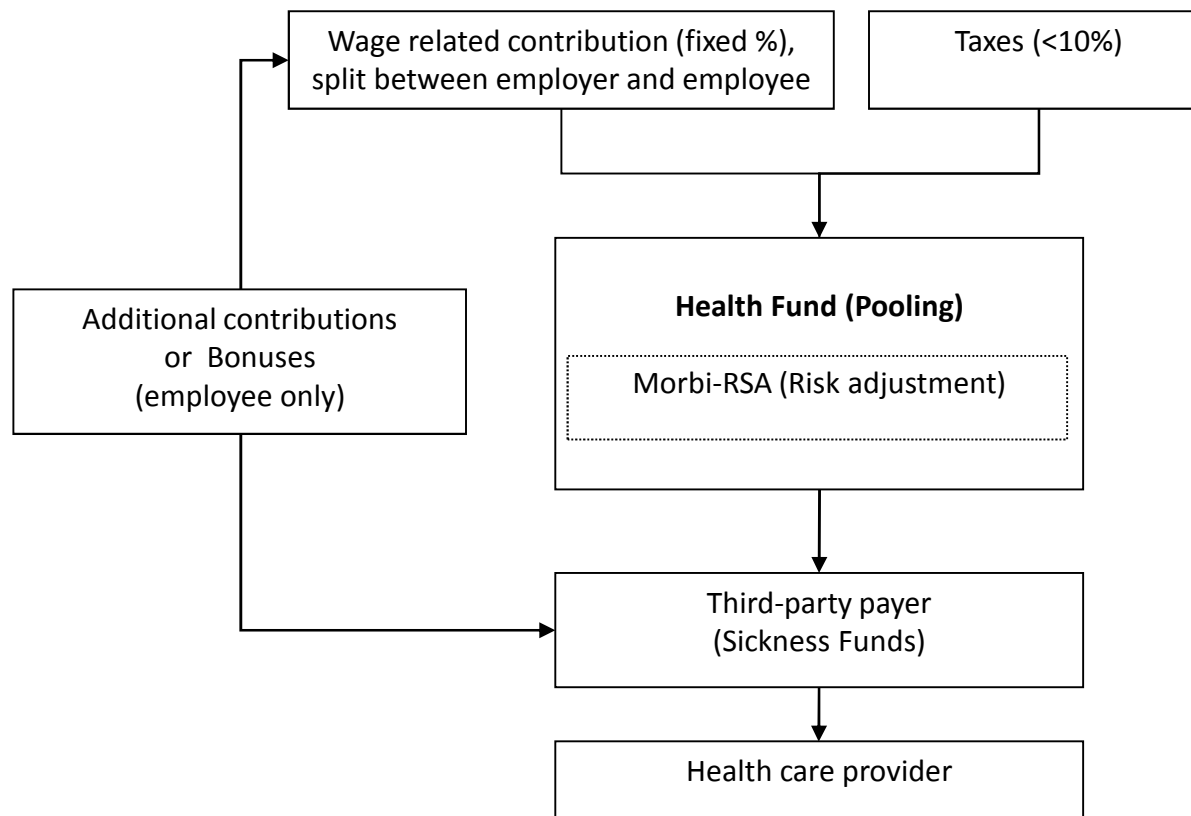 Wage related contribution (fixed %),
split between employer and employee
Taxes (<10%)
Health Fund (Pooling)
Morbi-RSA (Risk adjustment)
Additional contributions
or Bonuses
(employee only)
Third-party payer
(Sickness Funds)
Health care provider